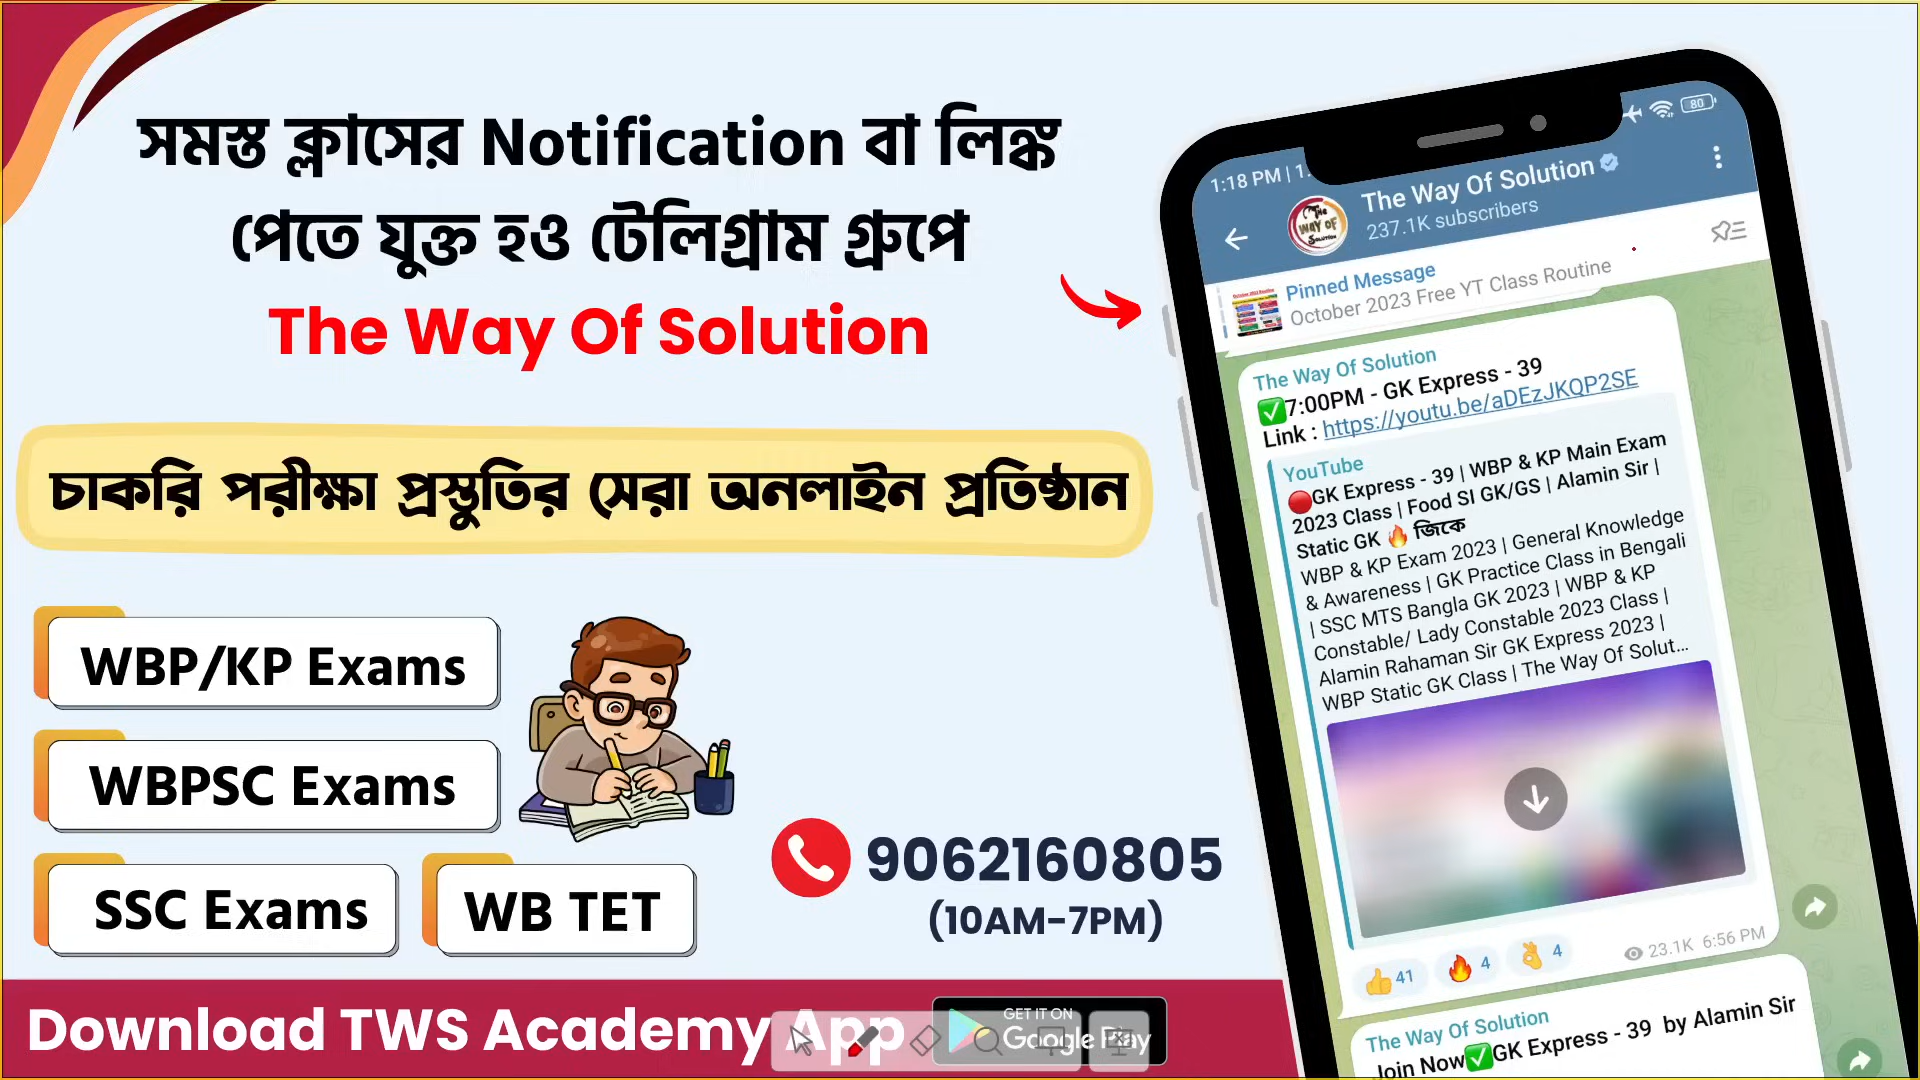 সমস্ত ক্লাসের Notification বা লিঙ্ক
পেতে যুক্ত হও টেলিগ্রাম গ্রুপে
The Way Of Solution
চাকরি পরীক্ষা প্রস্তুতির সেরা অনলাইন প্রতিষ্ঠান
WBP/KP Exams
WBPSC Exams
SSC Exams
WB TET
9062160805
(10AM-7PM)
Download TWS Academy App
GET IT ON
Google Play
1:18 PM | 1.
80
The Way Of Solution
237.1K subscribers
The
WAY OF
Solution
Pinned Message
October 2023 Free YT Class Routine
The Way Of Solution
✅7:00PM - GK Express - 39
Link : https://youtu.be/aDEzJKQP2SE
YouTube
🔴GK Express - 39 | WBP & KP Main Exam
2023 Class | Food SI GK/GS | Alamin Sir |
Static GK 🔥 জিকে
WBP & KP Exam 2023 | General Knowledge
& Awareness | GK Practice Class in Bengali
| SSC MTS Bangla GK 2023 | WBP & KP
Constable/ Lady Constable 2023 Class |
Alamin Rahaman Sir GK Express 2023 |
WBP Static GK Class | The Way Of Solut...
👍 41 🔥 4 👌 4
23.1K 6:56 PM
The Way Of Solution
Join Now✅GK Express - 39 by Alamin Sir